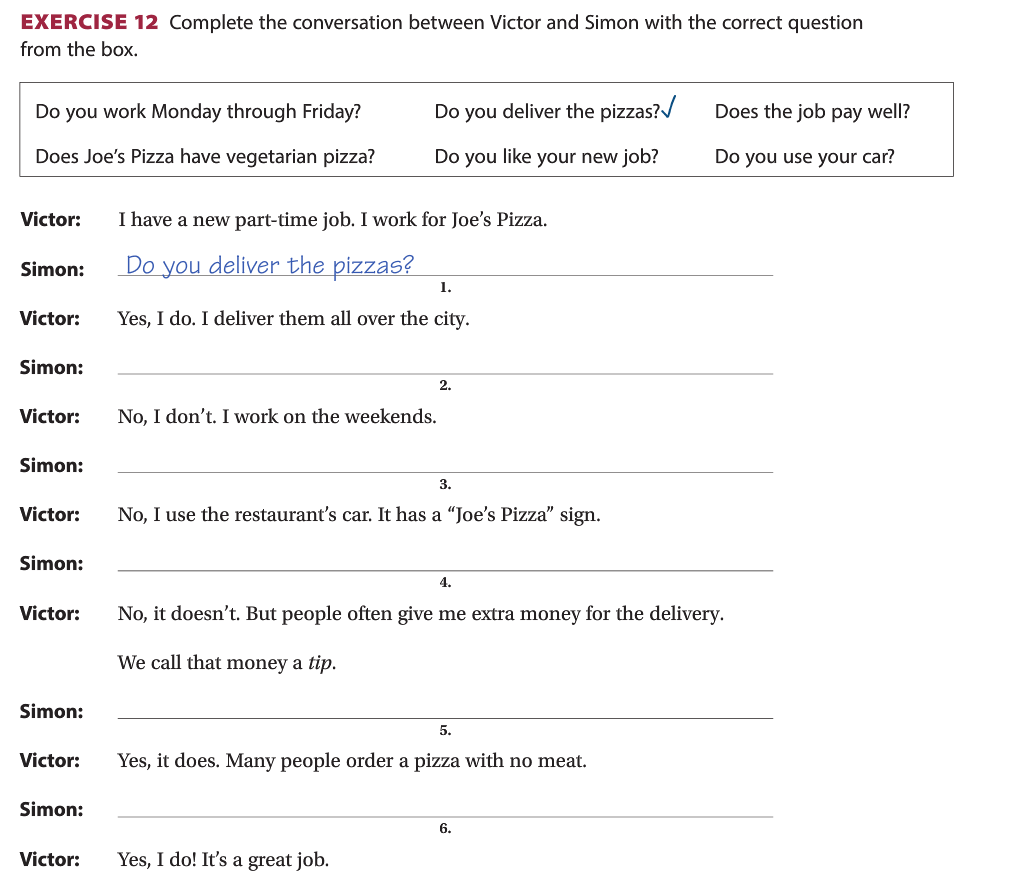 EXERCISE 12 Complete the conversation between Victor and Simon with the correct question
from the box.
Do you work Monday through Friday? Do you deliver the pizzas?✓ Does the job pay well?
Does Joe’s Pizza have vegetarian pizza? Do you like your new job? Do you use your car?
Victor: I have a new part-time job. I work for Joe’s Pizza.
Simon: Do you deliver the pizzas?
1.
Victor: Yes, I do. I deliver them all over the city.
Simon:
2.
Victor: No, I don’t. I work on the weekends.
Simon:
3.
Victor: No, I use the restaurant’s car. It has a “Joe’s Pizza” sign.
Simon:
4.
Victor: No, it doesn’t. But people often give me extra money for the delivery.
We call that money a tip.
Simon:
5.
Victor: Yes, it does. Many people order a pizza with no meat.
Simon:
6.
Victor: Yes, I do! It’s a great job.